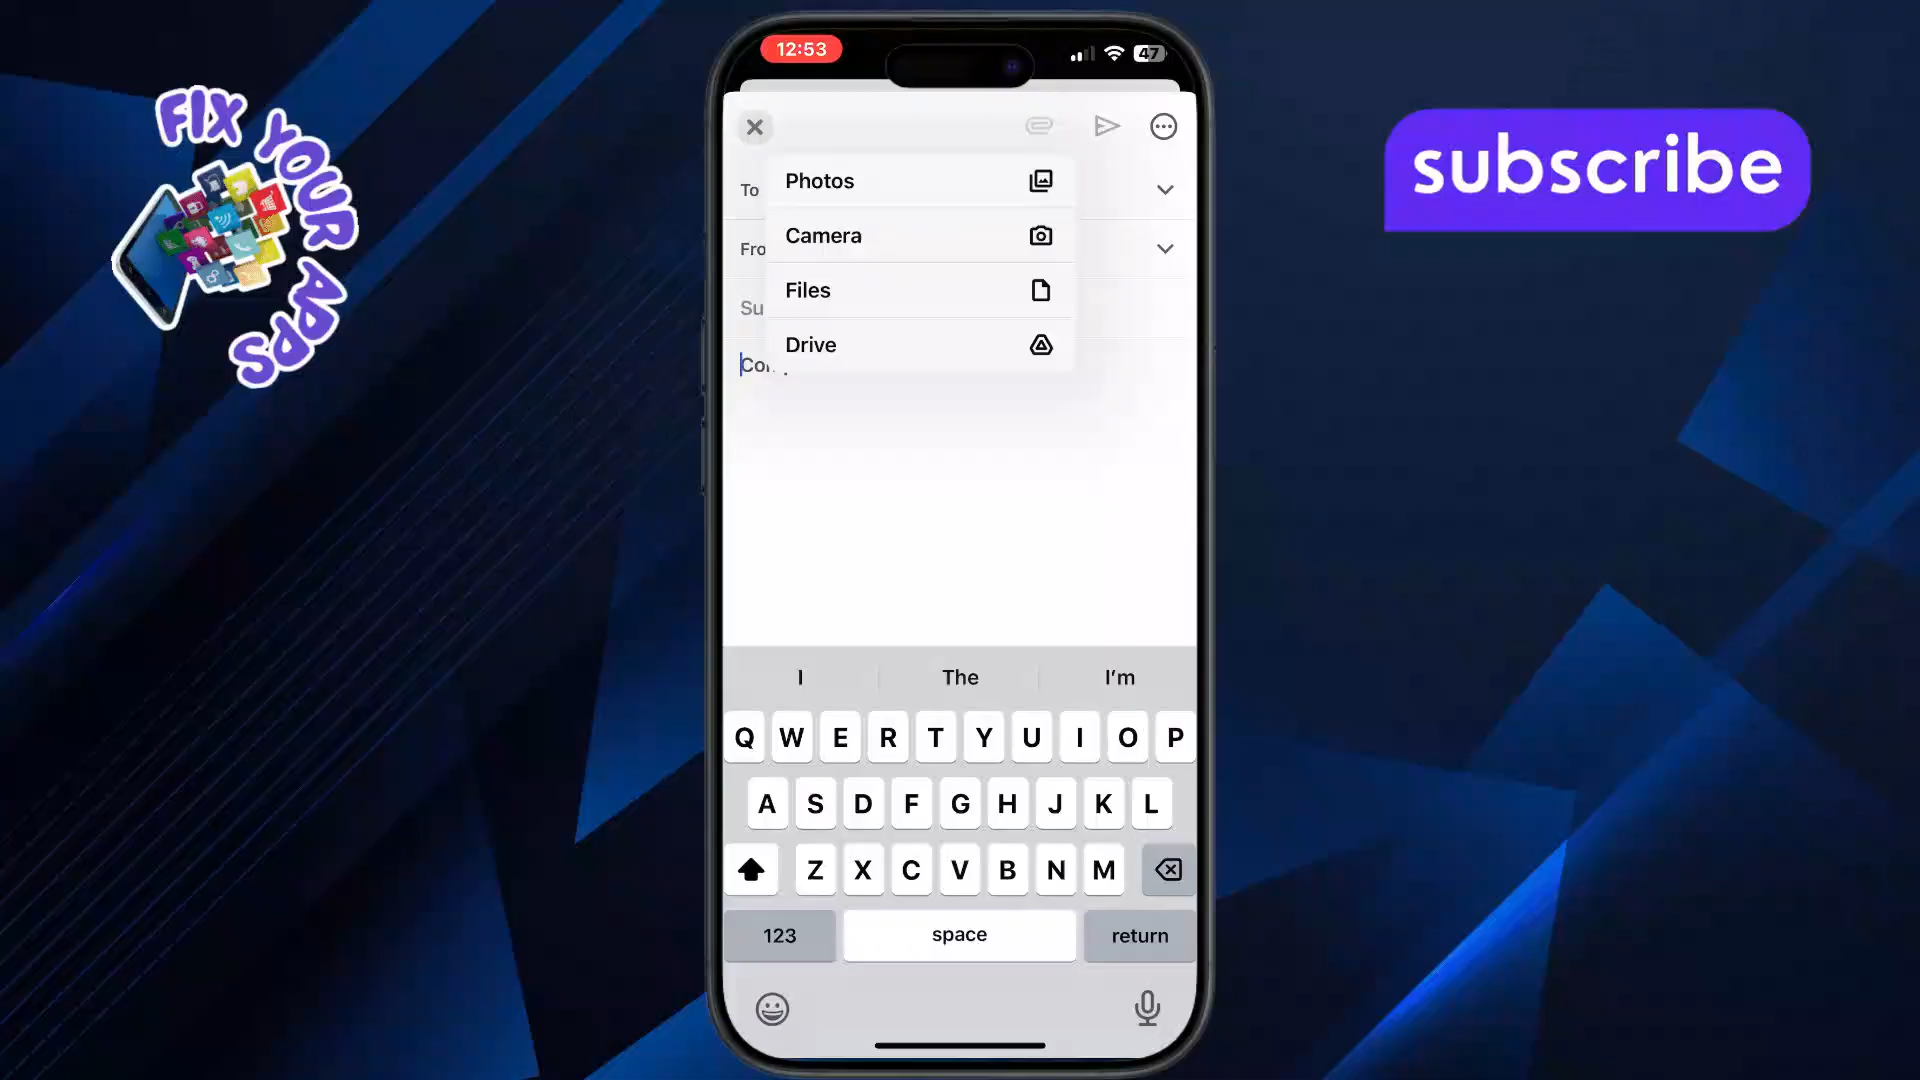 FIX YOUR APPS
subscribe
12:53
47
To
Photos
Camera
Fro
Files
Su
Drive
I
The
I'm
Q W E R T Y U I O P
A S D F G H J K L
Z X C V B N M
123
space
return